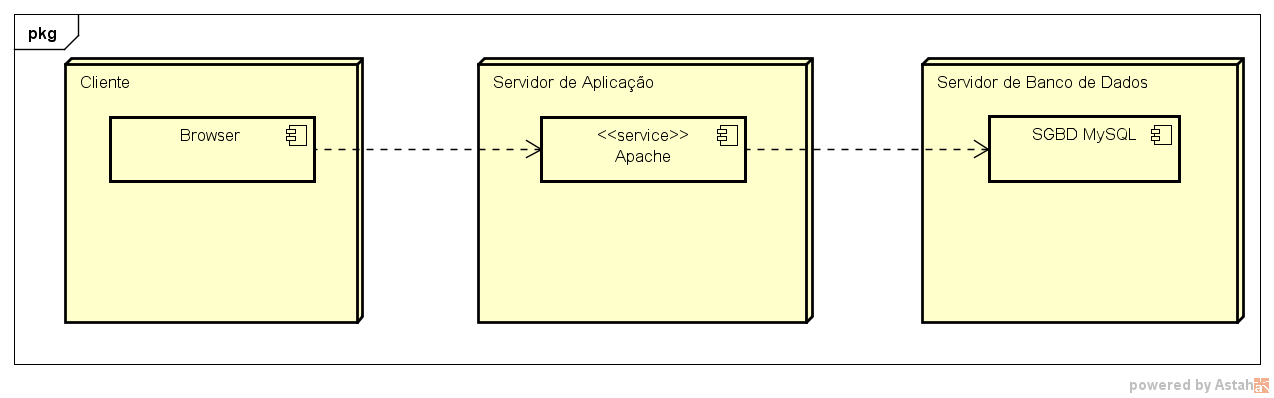 pkg
Cliente
Browser
Servidor de Aplicação
<<service>>
Apache
Servidor de Banco de Dados
SGBD MySQL
powered by Astah